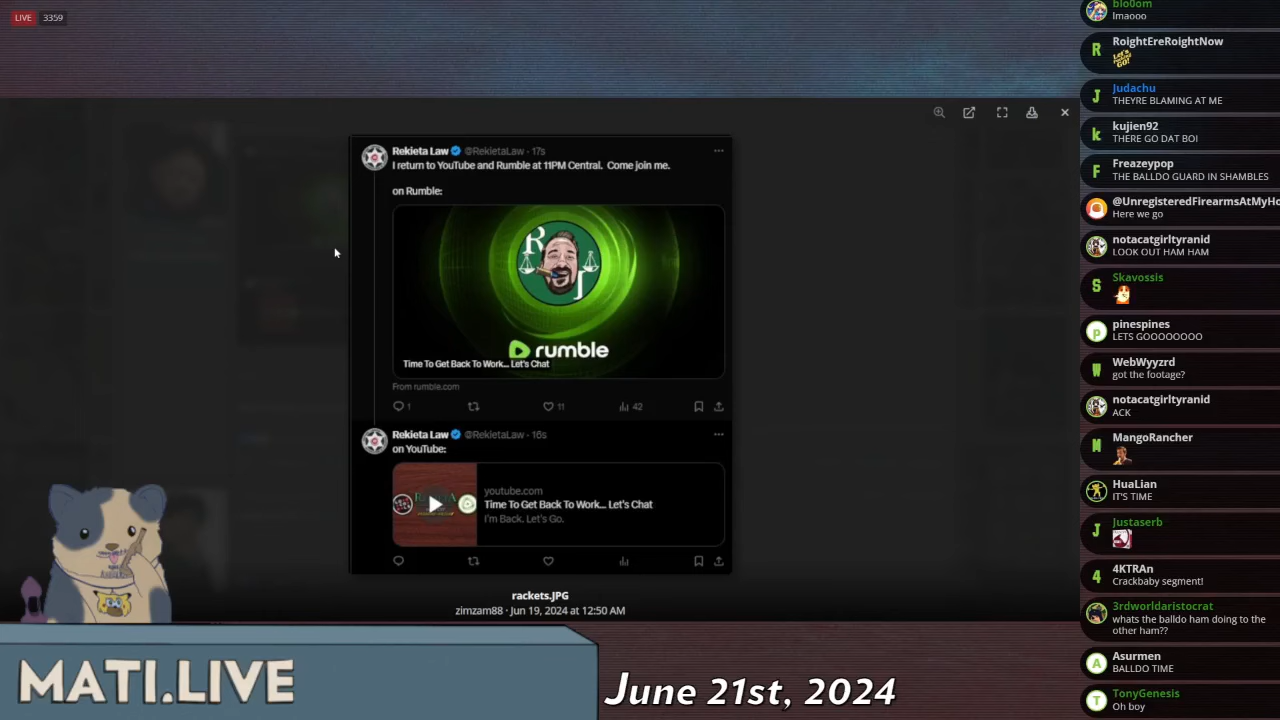 LIVE 3359
Rekieta Law @RekietaLaw · 17s
I return to YouTube and Rumble at 11PM Central. Come join me.
on Rumble:
R
J
rumble
Time To Get Back To Work... Let's Chat
From rumble.com
1 11 42
Rekieta Law @RekietaLaw · 16s
on YouTube:
youtube.com
Time To Get Back To Work... Let's Chat
I'm Back. Let's Go.
rackets.JPG
zimzam88 · Jun 19, 2024 at 12:50 AM
MATI.LIVE
June 21st, 2024
blo0om
lmaooo
R
RoightEreRoightNow
J
Judachu
THEYRE BLAMING AT ME
k
kujien92
THERE GO DAT BOI
F
Freazeypop
THE BALLDO GUARD IN SHAMBLES
@UnregisteredFirearmsAtMyHo
Here we go
notacatgirltyranid
LOOK OUT HAM HAM
S
Skavossis
p
pinespines
LETS GOOOOOOO
W
WebWyyzrd
got the footage?
notacatgirltyranid
ACK
M
MangoRancher
HuaLian
IT'S TIME
J
Justaserb
4
4KTRAn
Crackbaby segment!
3rdworldaristocrat
whats the balldo ham doing to the
other ham??
A
Asurmen
BALLDO TIME
T
TonyGenesis
Oh boy